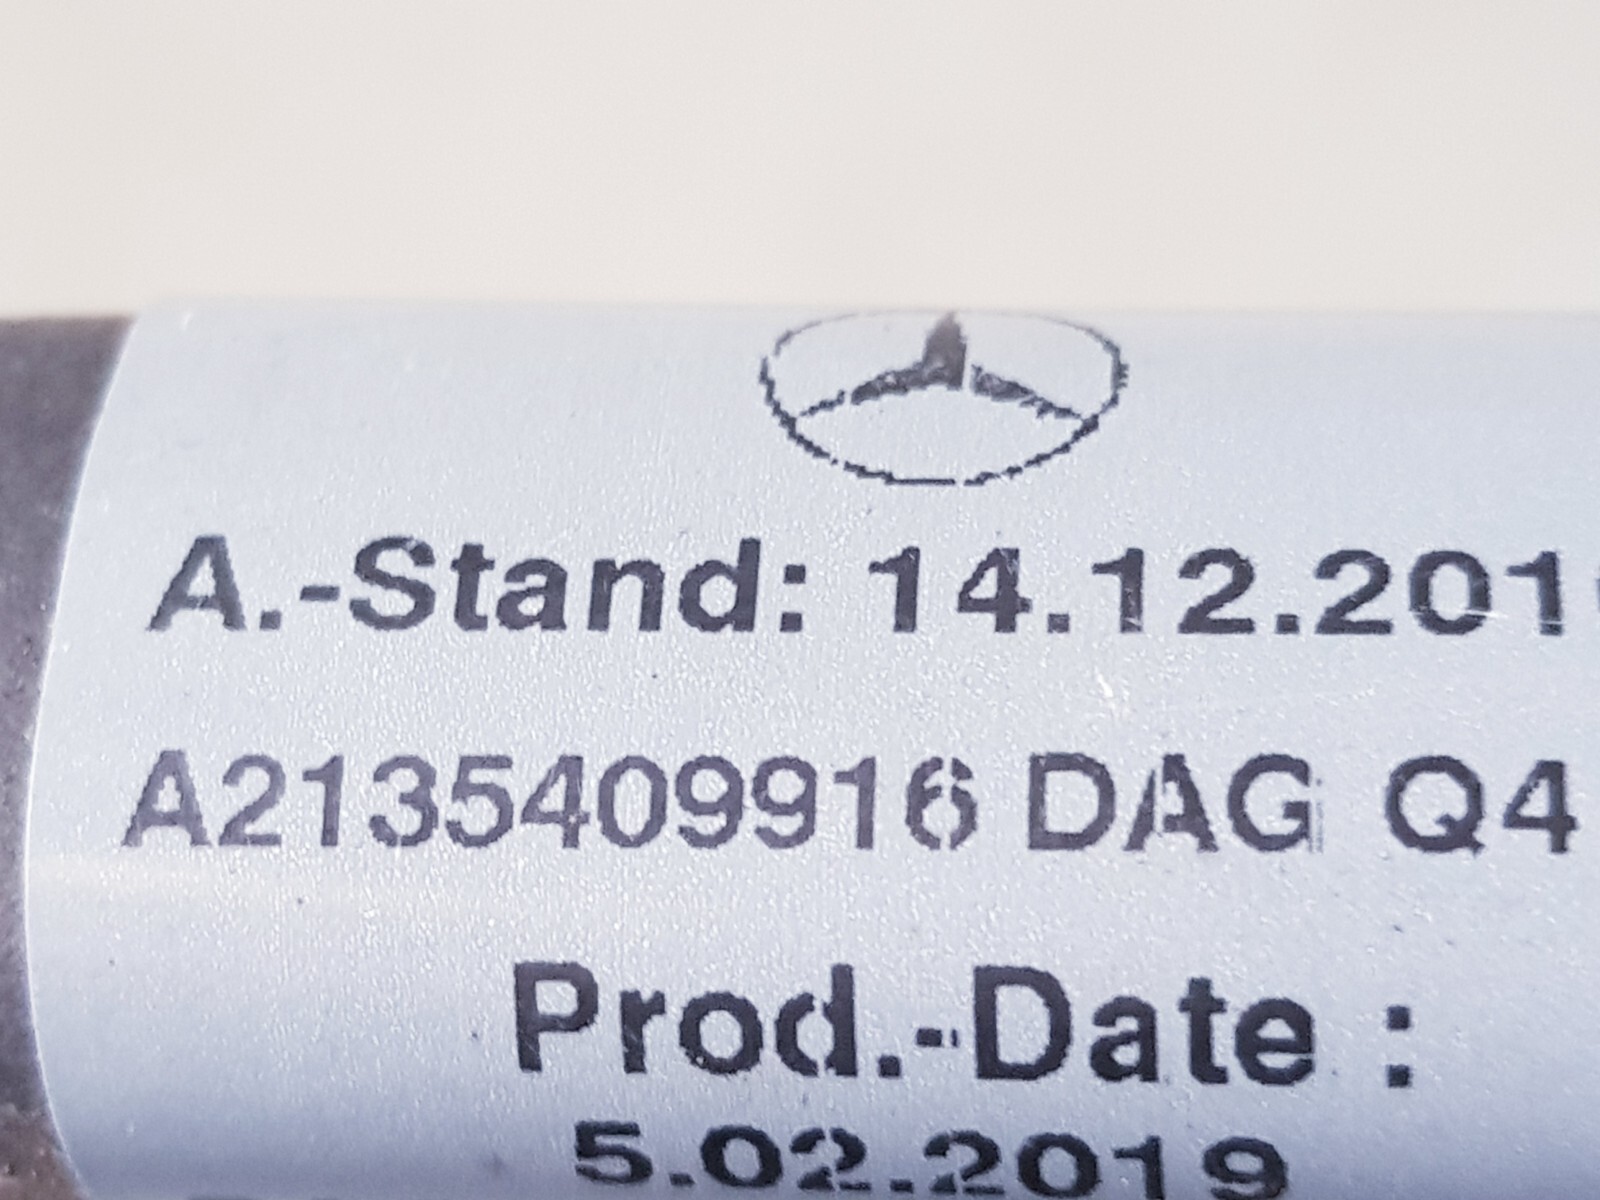 A.-Stand: 14.12.201
A2135409916 DAG Q4
Prod.-Date :
5.02.2019